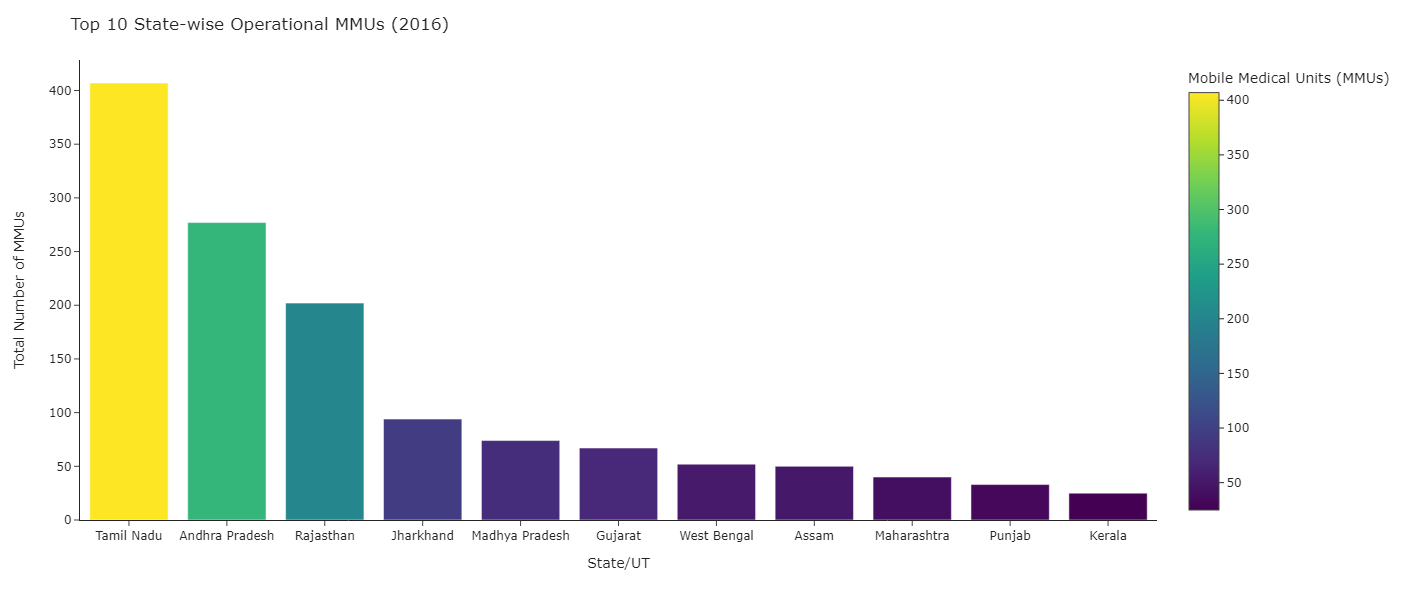 Top 10 State-wise Operational MMUs (2016)
Total Number of MMUs
400
350
300
250
200
150
100
50
0
Tamil Nadu
Andhra Pradesh
Rajasthan
Jharkhand
Madhya Pradesh
Gujarat
West Bengal
Assam
Maharashtra
Punjab
Kerala
State/UT
Mobile Medical Units (MMUs)
400
350
300
250
200
150
100
50